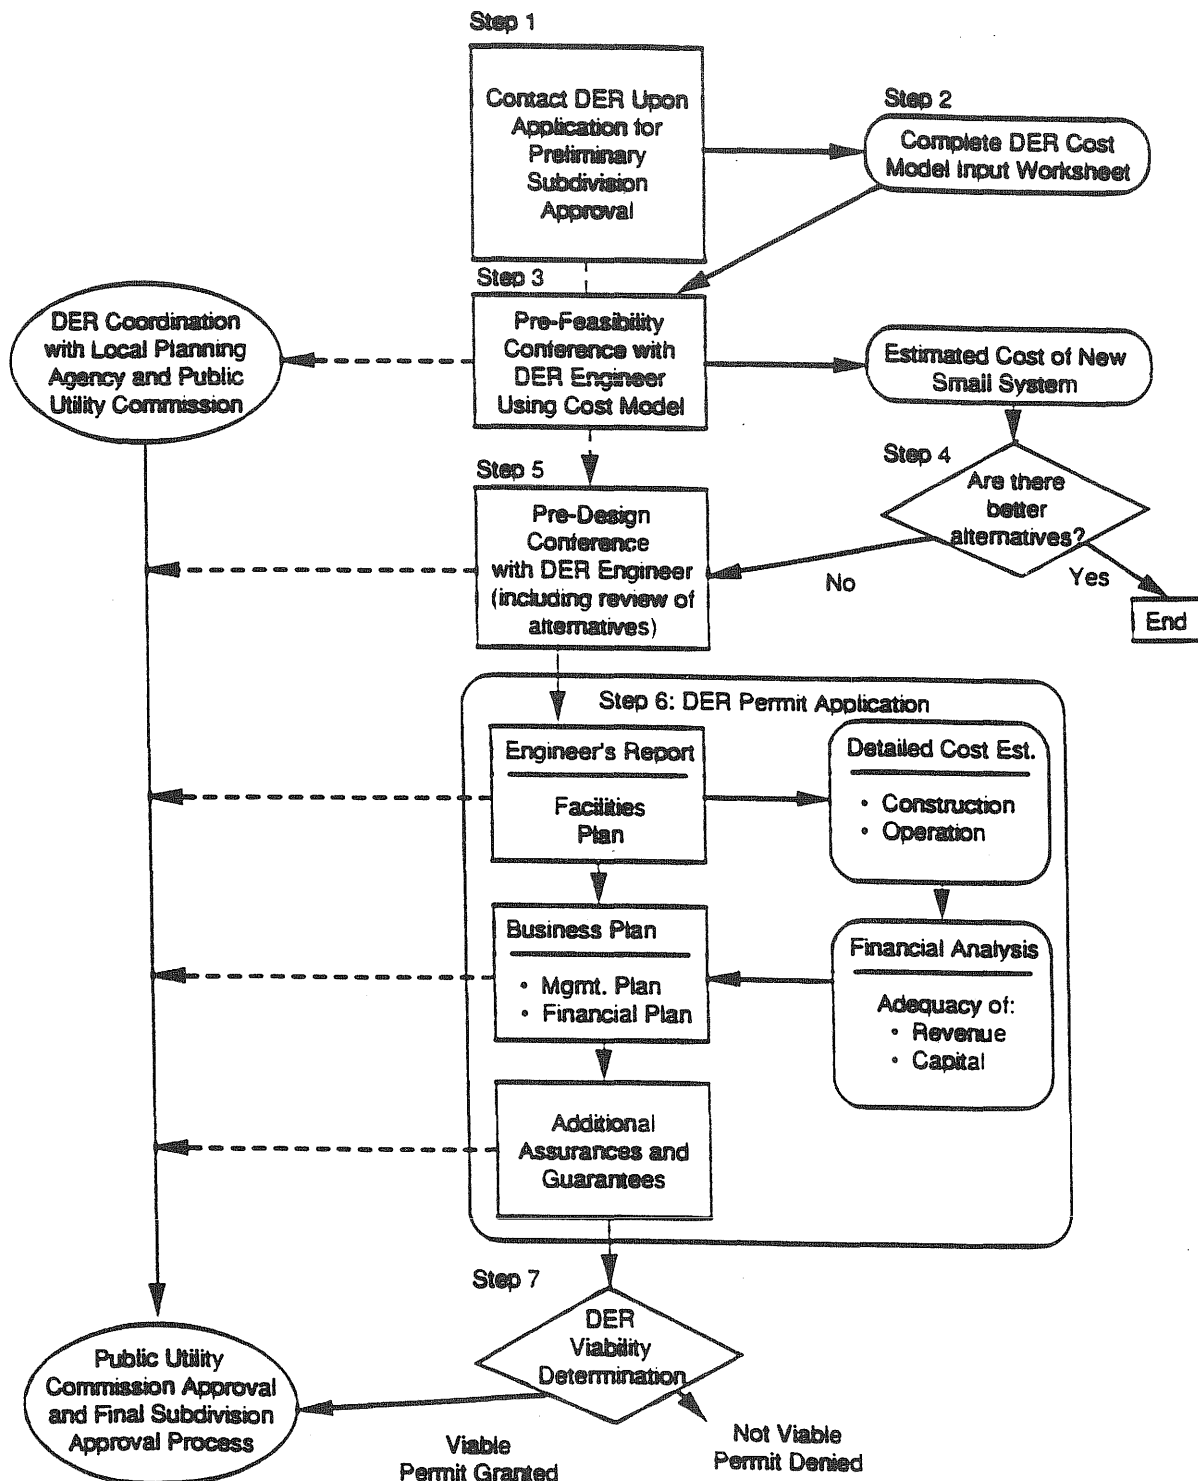 Step 1
Contact DER Upon
Application for
Preliminary
Subdivision
Approval
Step 2
Complete DER Cost
Model Input Worksheet
Step 3
Pre-Feasibility
Conference with
DER Engineer
Using Cost Model
DER Coordination
with Local Planning
Agency and Public
Utility Commission
Estimated Cost of New
Small System
Step 4
Are there
better
alternatives?
No
Yes
End
Step 5
Pre-Design
Conference
with DER Engineer
(including review of
alternatives)
Step 6: DER Permit Application
Engineer's Report
Facilities
Plan
Detailed Cost Est.
• Construction
• Operation
Business Plan
• Mgmt. Plan
• Financial Plan
Financial Analysis
Adequacy of:
• Revenue
• Capital
Additional
Assurances and
Guarantees
Step 7
DER
Viability
Determination
Public Utility
Commission Approval
and Final Subdivision
Approval Process
Viable
Permit Granted
Not Viable
Permit Denied